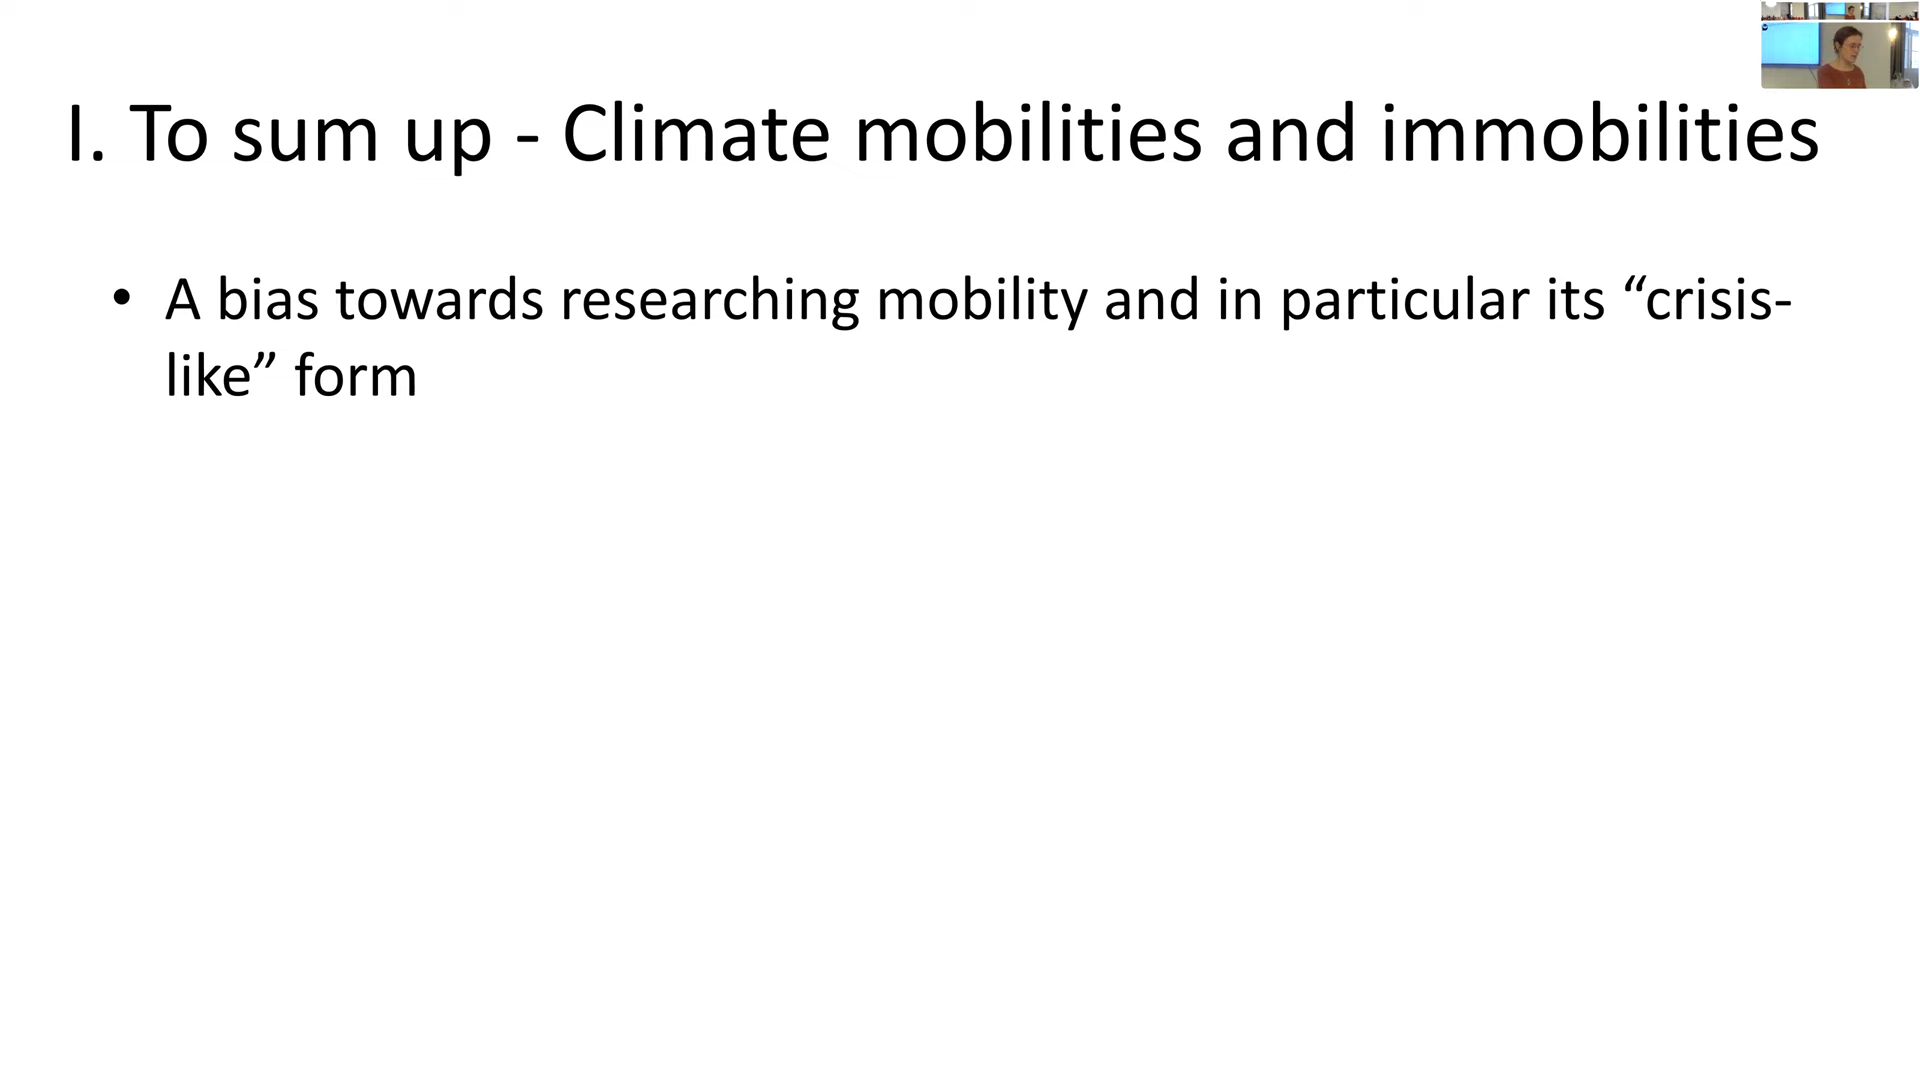 I. To sum up - Climate mobilities and immobilities
• A bias towards researching mobility and in particular its “crisis-
like” form